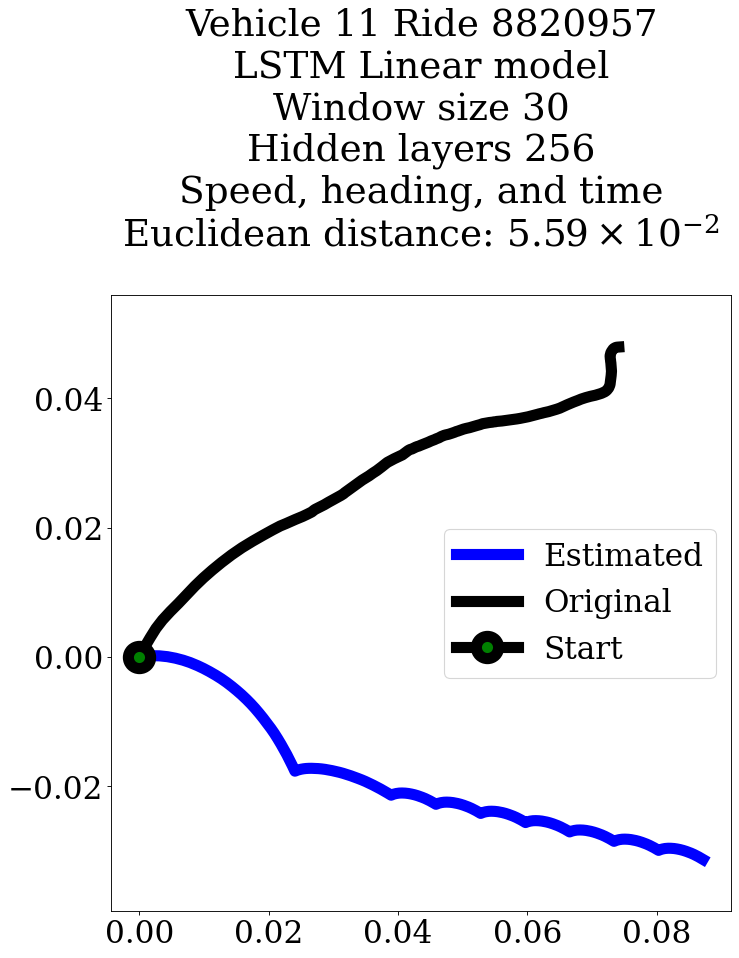 Vehicle 11 Ride 8820957
LSTM Linear model
Window size 30
Hidden layers 256
Speed, heading, and time
Euclidean distance: 5.59 × 10⁻²
0.04
0.02
0.00
−0.02
Estimated
Original
Start
0.00 0.02 0.04 0.06 0.08